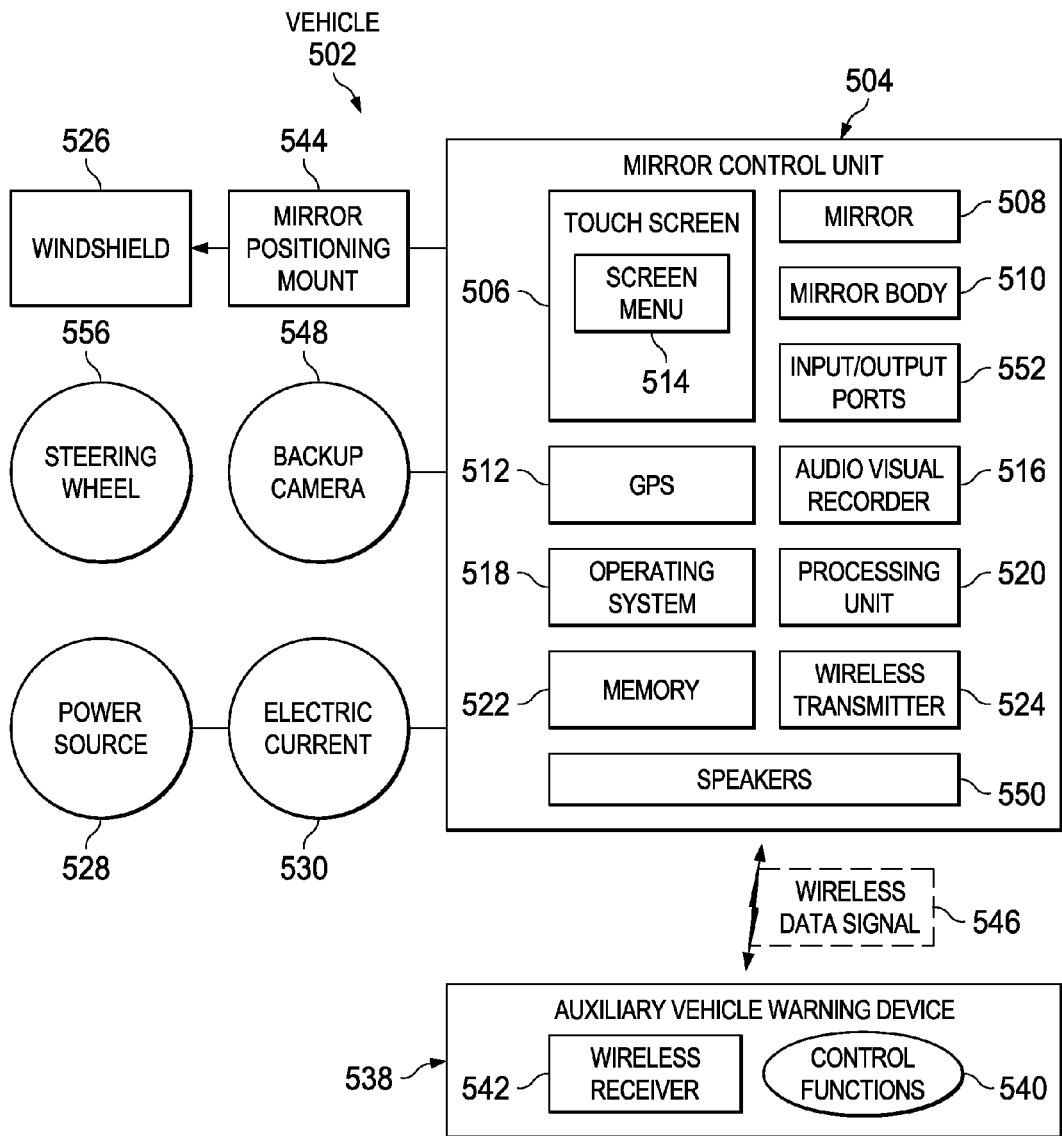 VEHICLE
502
504
526
544
MIRROR CONTROL UNIT
WINDSHIELD
MIRROR
POSITIONING
MOUNT
TOUCH SCREEN
SCREEN
MENU
514
506
MIRROR
508
MIRROR BODY
510
INPUT/OUTPUT
PORTS
552
556
548
STEERING
WHEEL
BACKUP
CAMERA
512
GPS
AUDIO VISUAL
RECORDER
516
518
OPERATING
SYSTEM
PROCESSING
UNIT
520
POWER
SOURCE
ELECTRIC
CURRENT
522
MEMORY
WIRELESS
TRANSMITTER
524
SPEAKERS
550
528
530
WIRELESS
DATA SIGNAL
546
AUXILIARY VEHICLE WARNING DEVICE
538
542
WIRELESS
RECEIVER
CONTROL
FUNCTIONS
540